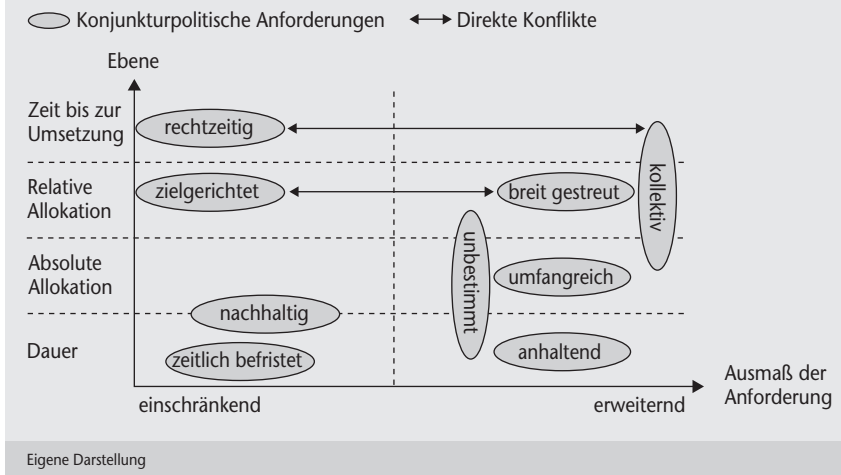 Konjunkturpolitische Anforderungen Direkte Konflikte
Ebene
Zeit bis zur
Umsetzung
rechtzeitig
kollektiv
Relative
Allokation
zielgerichtet
breit gestreut
unbestimmt
Absolute
Allokation
umfangreich
nachhaltig
Dauer
zeitlich befristet
anhaltend
einschränkend
erweiternd
Ausmaß der
Anforderung
Eigene Darstellung